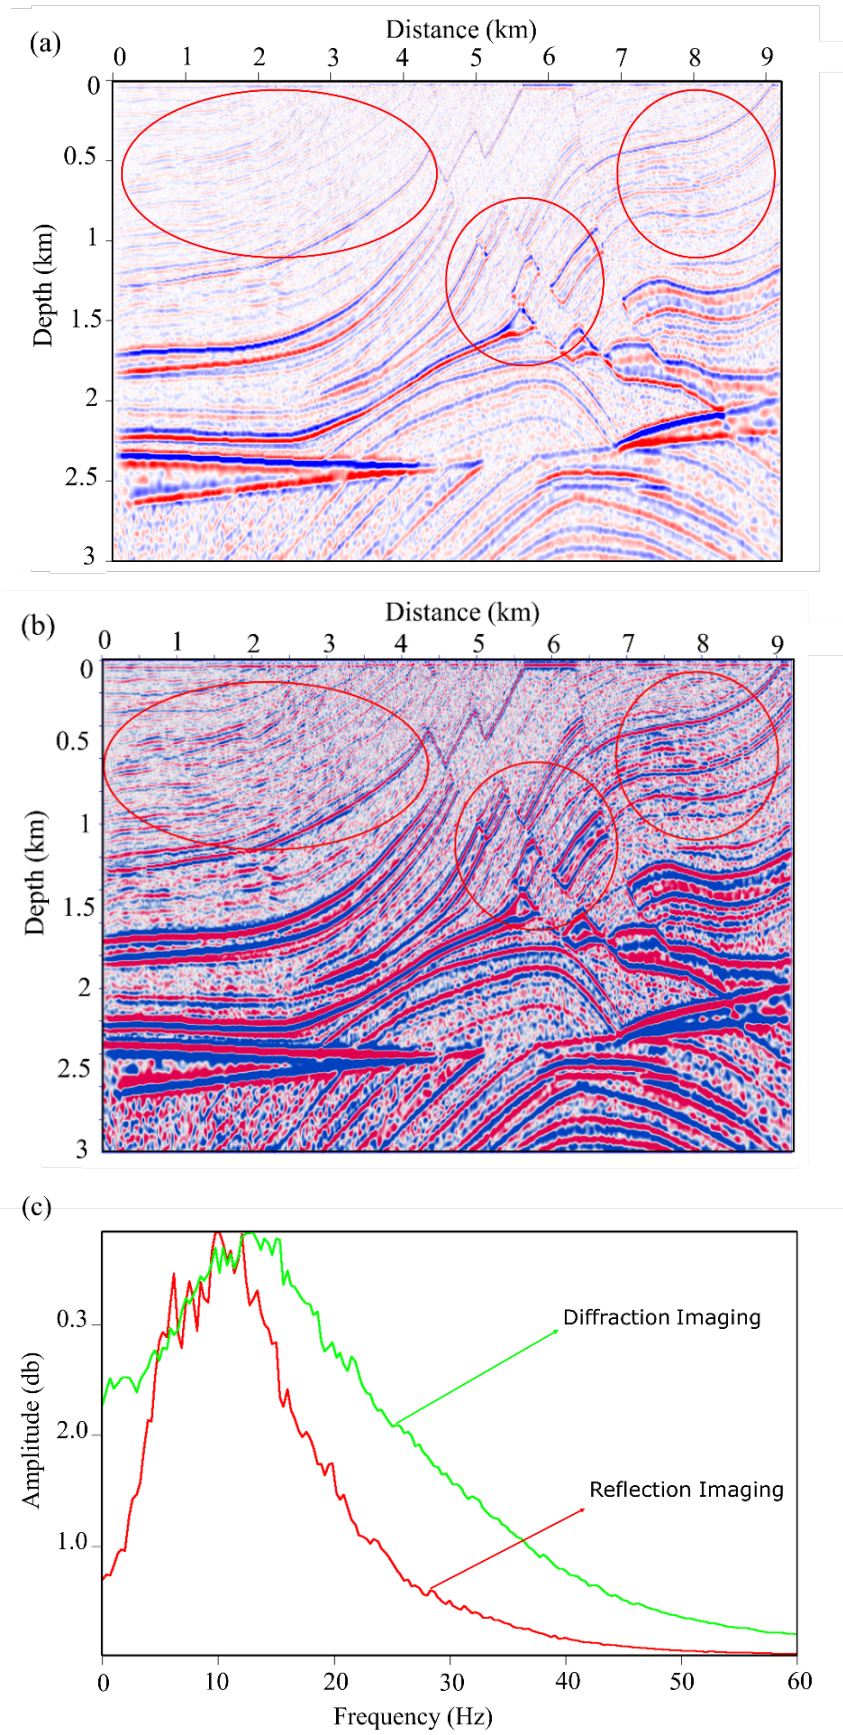 (a)
Distance (km)
0 1 2 3 4 5 6 7 8 9
Depth (km)
0
0.5
1
1.5
2
2.5
3
(b)
Distance (km)
0 1 2 3 4 5 6 7 8 9
Depth (km)
0
0.5
1
1.5
2
2.5
3
(c)
Amplitude (db)
0.3
2.0
1.0
Diffraction Imaging
Reflection Imaging
0 10 20 30 40 50 60
Frequency (Hz)